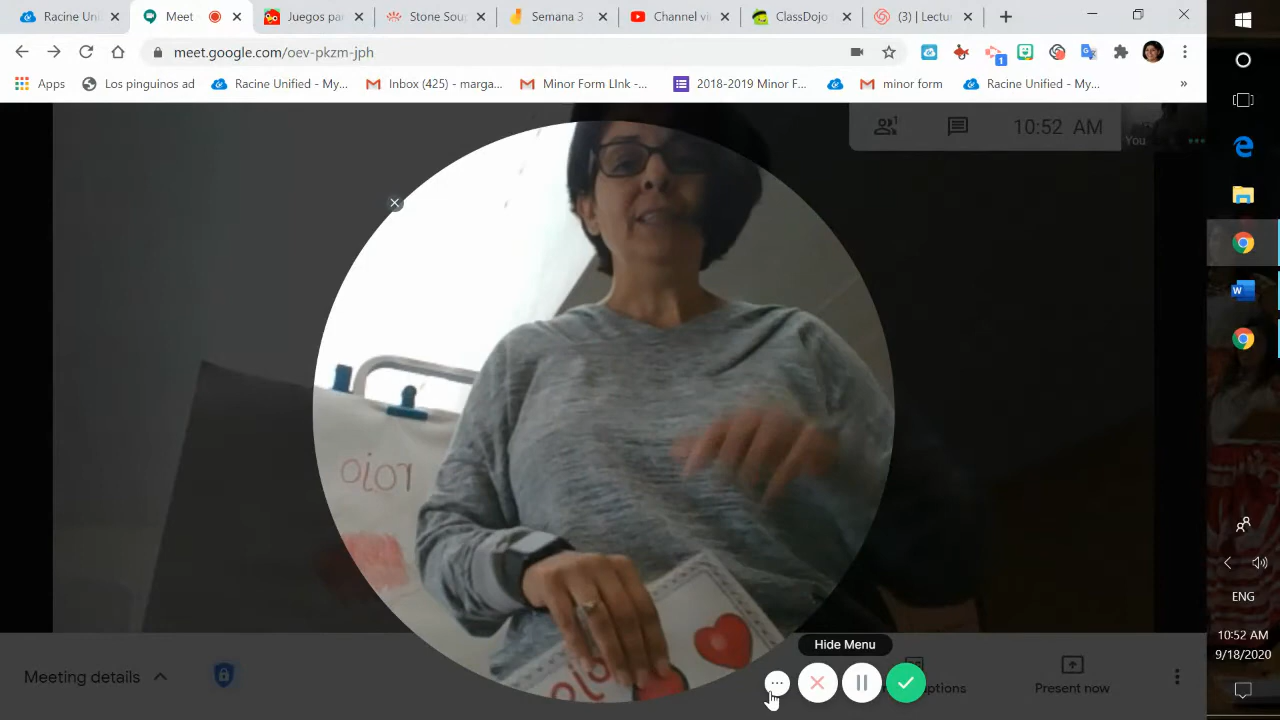 Racine Uni
Meet
Juegos pa
Stone Sou
Semana 3
Channel vi
ClassDojo
(3) | Lectu
meet.google.com/oev-pkzm-jph
1
Apps
Los pinguinos ad
Racine Unified - My...
Inbox (425) - marga...
Minor Form LInk -...
2018-2019 Minor F...
minor form
Racine Unified - My...
»
1
10:52 AM
You
W
rojo
rojo
ENG
10:52 AM
9/18/2020
Hide Menu
Meeting details
ptions
Present now